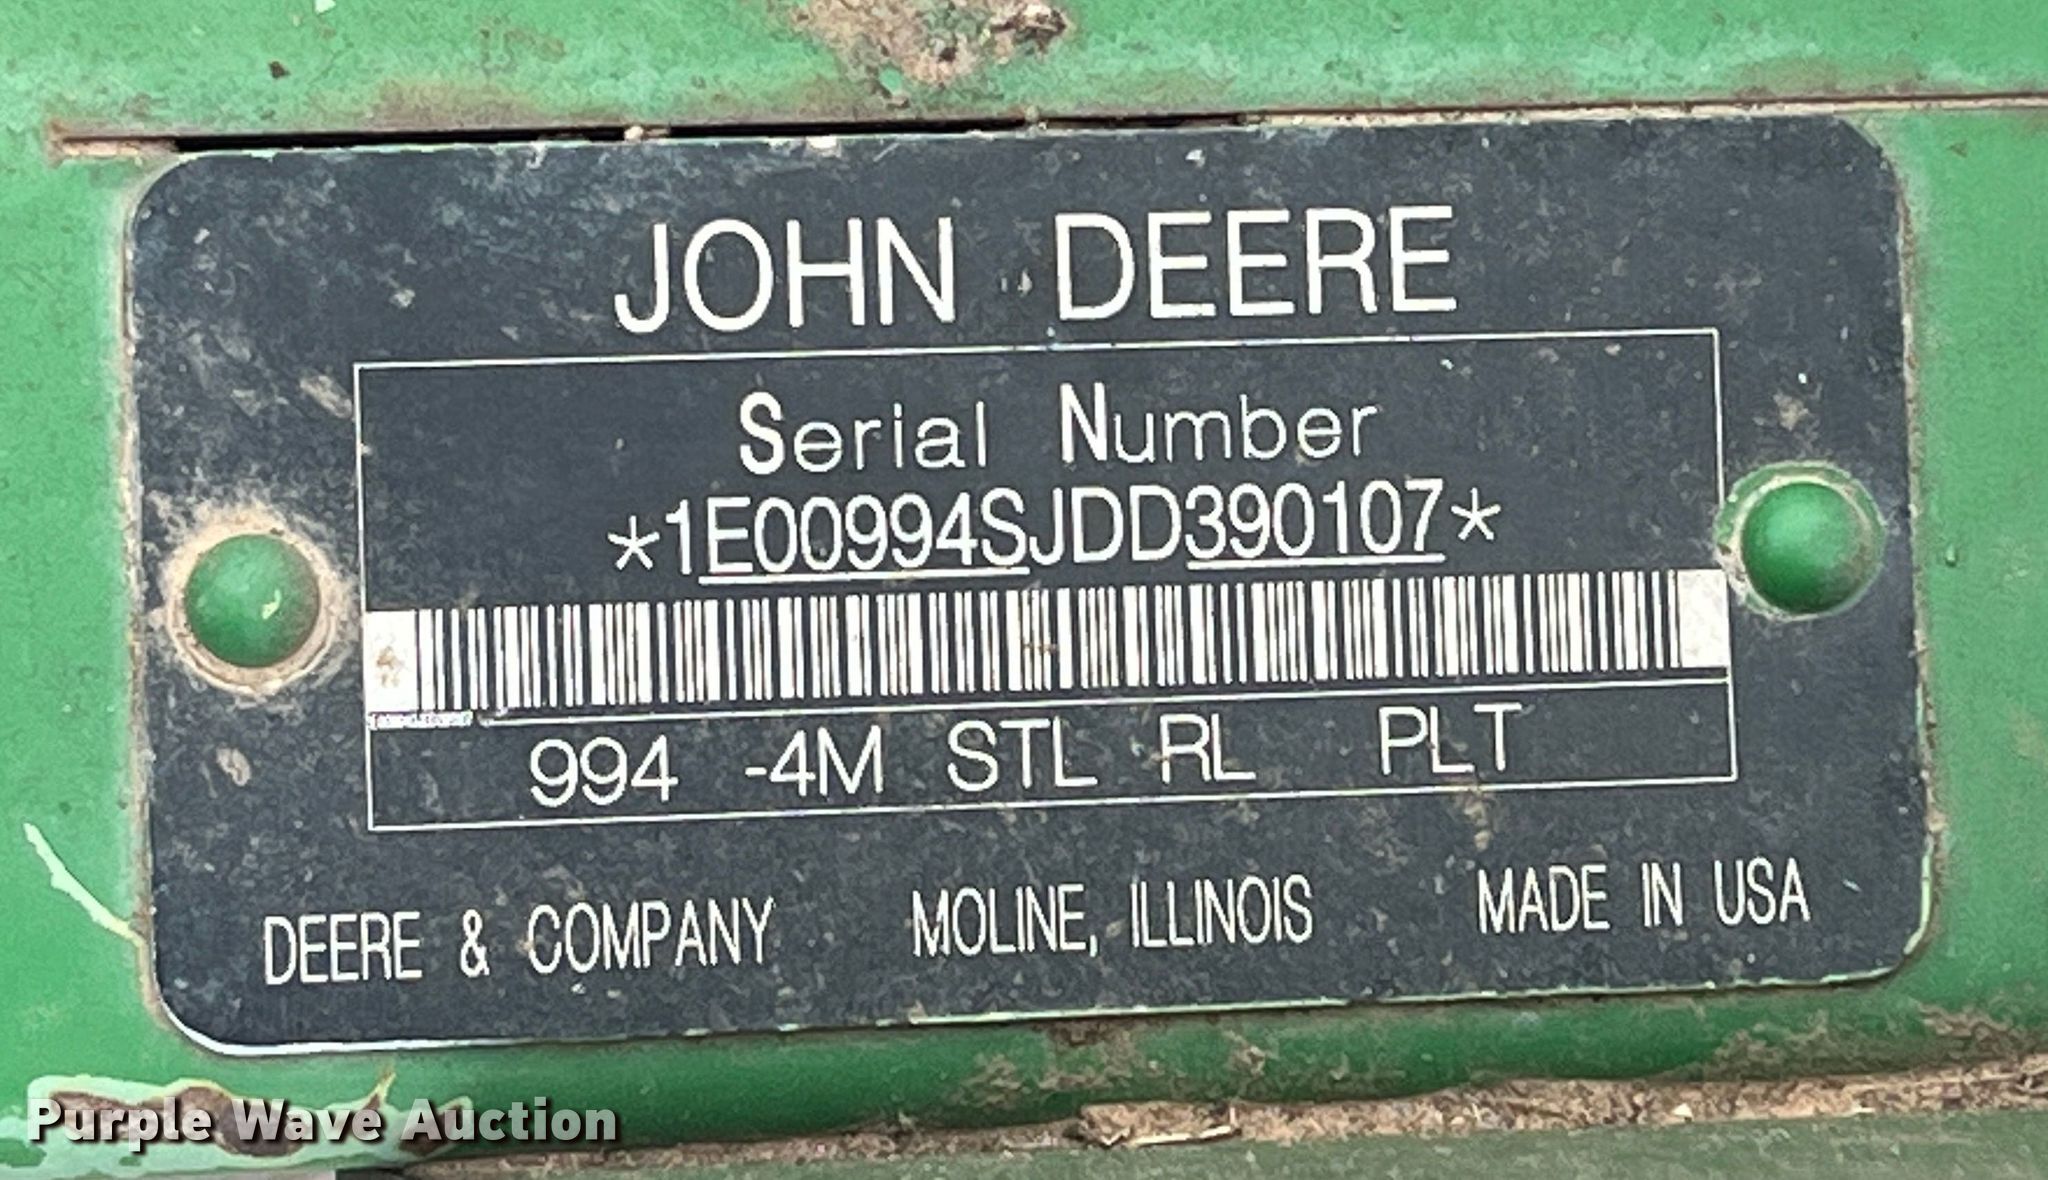 JOHN DEERE
Serial Number
*1E00994SJDD390107*
994 -4M STL RL PLT
DEERE & COMPANY MOLINE, ILLINOIS MADE IN USA
Purple Wave Auction